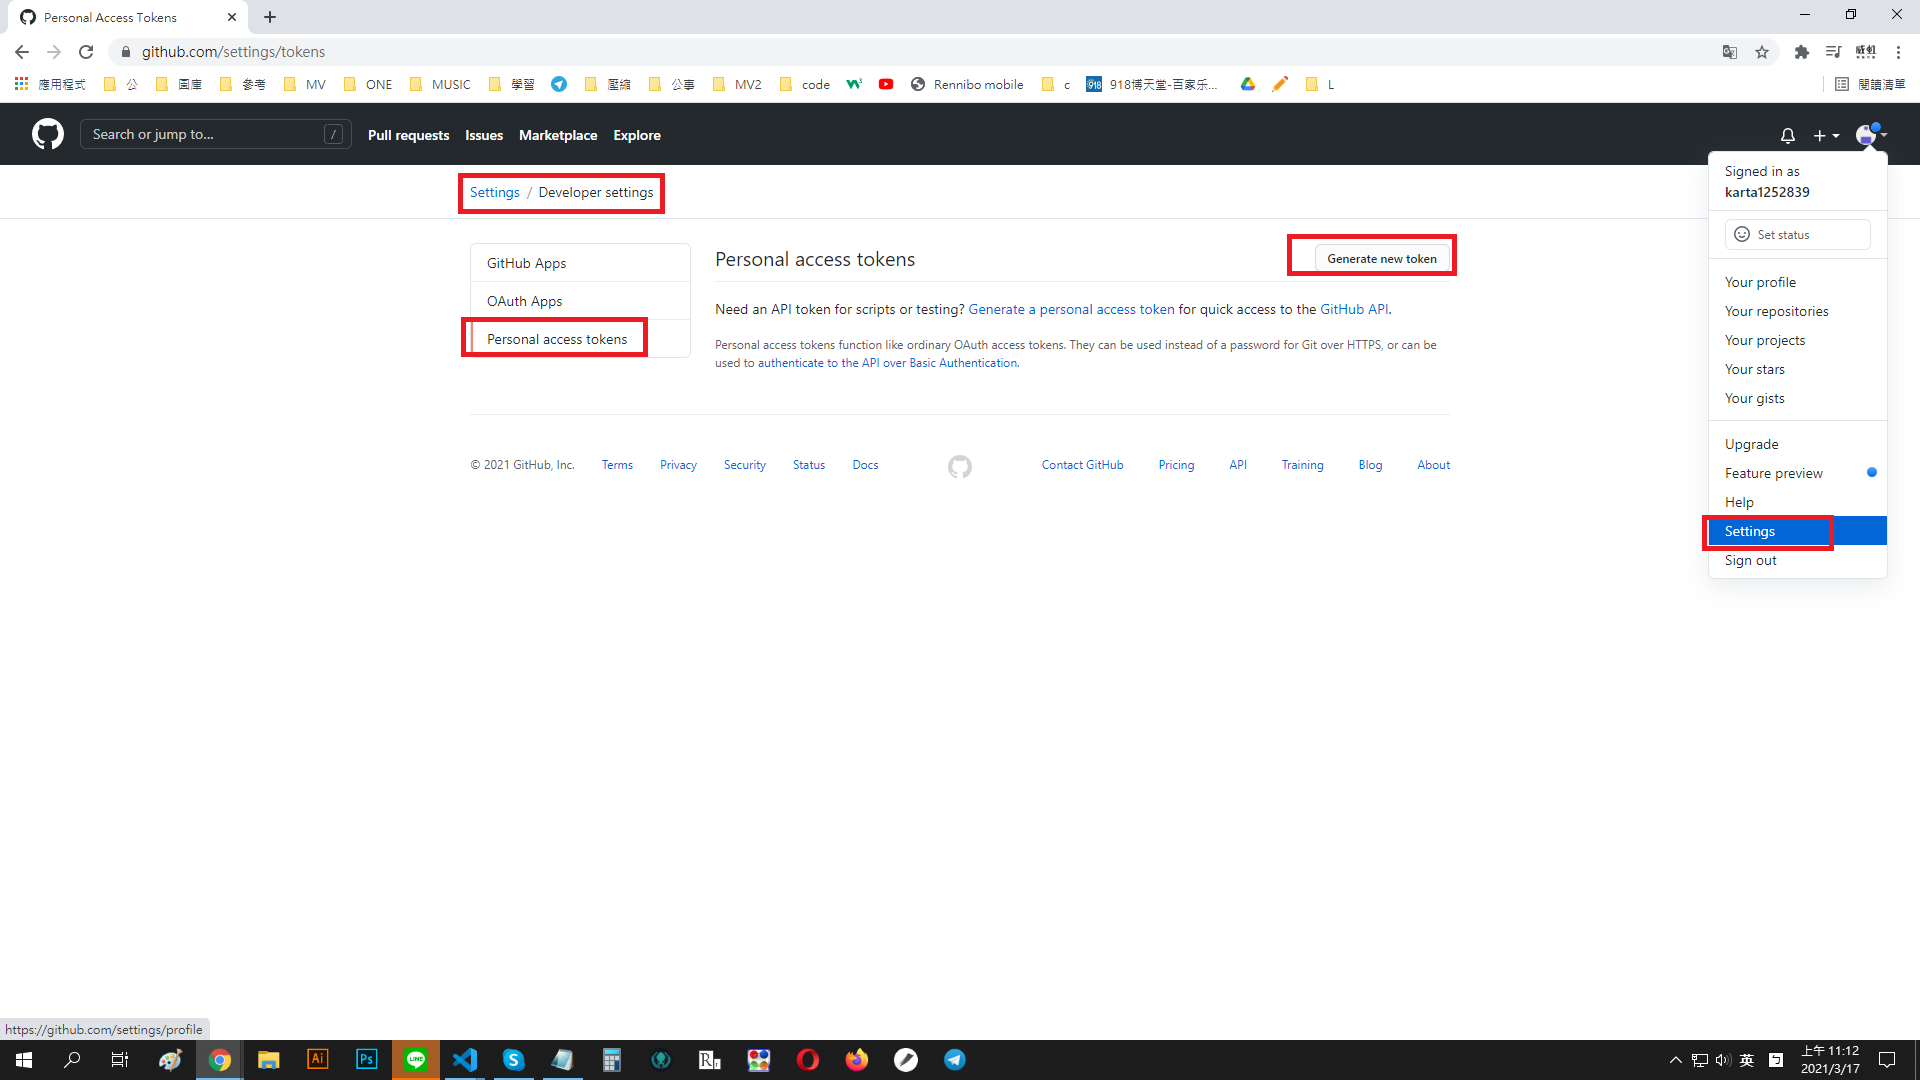 Personal Access Tokens
github.com/settings/tokens
應用程式 公 圖庫 參考 MV ONE MUSIC 學習 壓縮 公事 MV2 code Rennibo mobile c 918博天堂-百家乐... L 閱讀清單
Search or jump to... / Pull requests Issues Marketplace Explore
Signed in as
karta1252839
Settings / Developer settings
Set status
GitHub Apps
OAuth Apps
Personal access tokens
Personal access tokens
Generate new token
Need an API token for scripts or testing? Generate a personal access token for quick access to the GitHub API.
Personal access tokens function like ordinary OAuth access tokens. They can be used instead of a password for Git over HTTPS, or can be
used to authenticate to the API over Basic Authentication.
Your profile
Your repositories
Your projects
Your stars
Your gists
Upgrade
Feature preview
Help
Settings
Sign out
© 2021 GitHub, Inc. Terms Privacy Security Status Docs Contact GitHub Pricing API Training Blog About
https://github.com/settings/profile
Ai Ps LINE
英
上午 11:12
2021/3/17